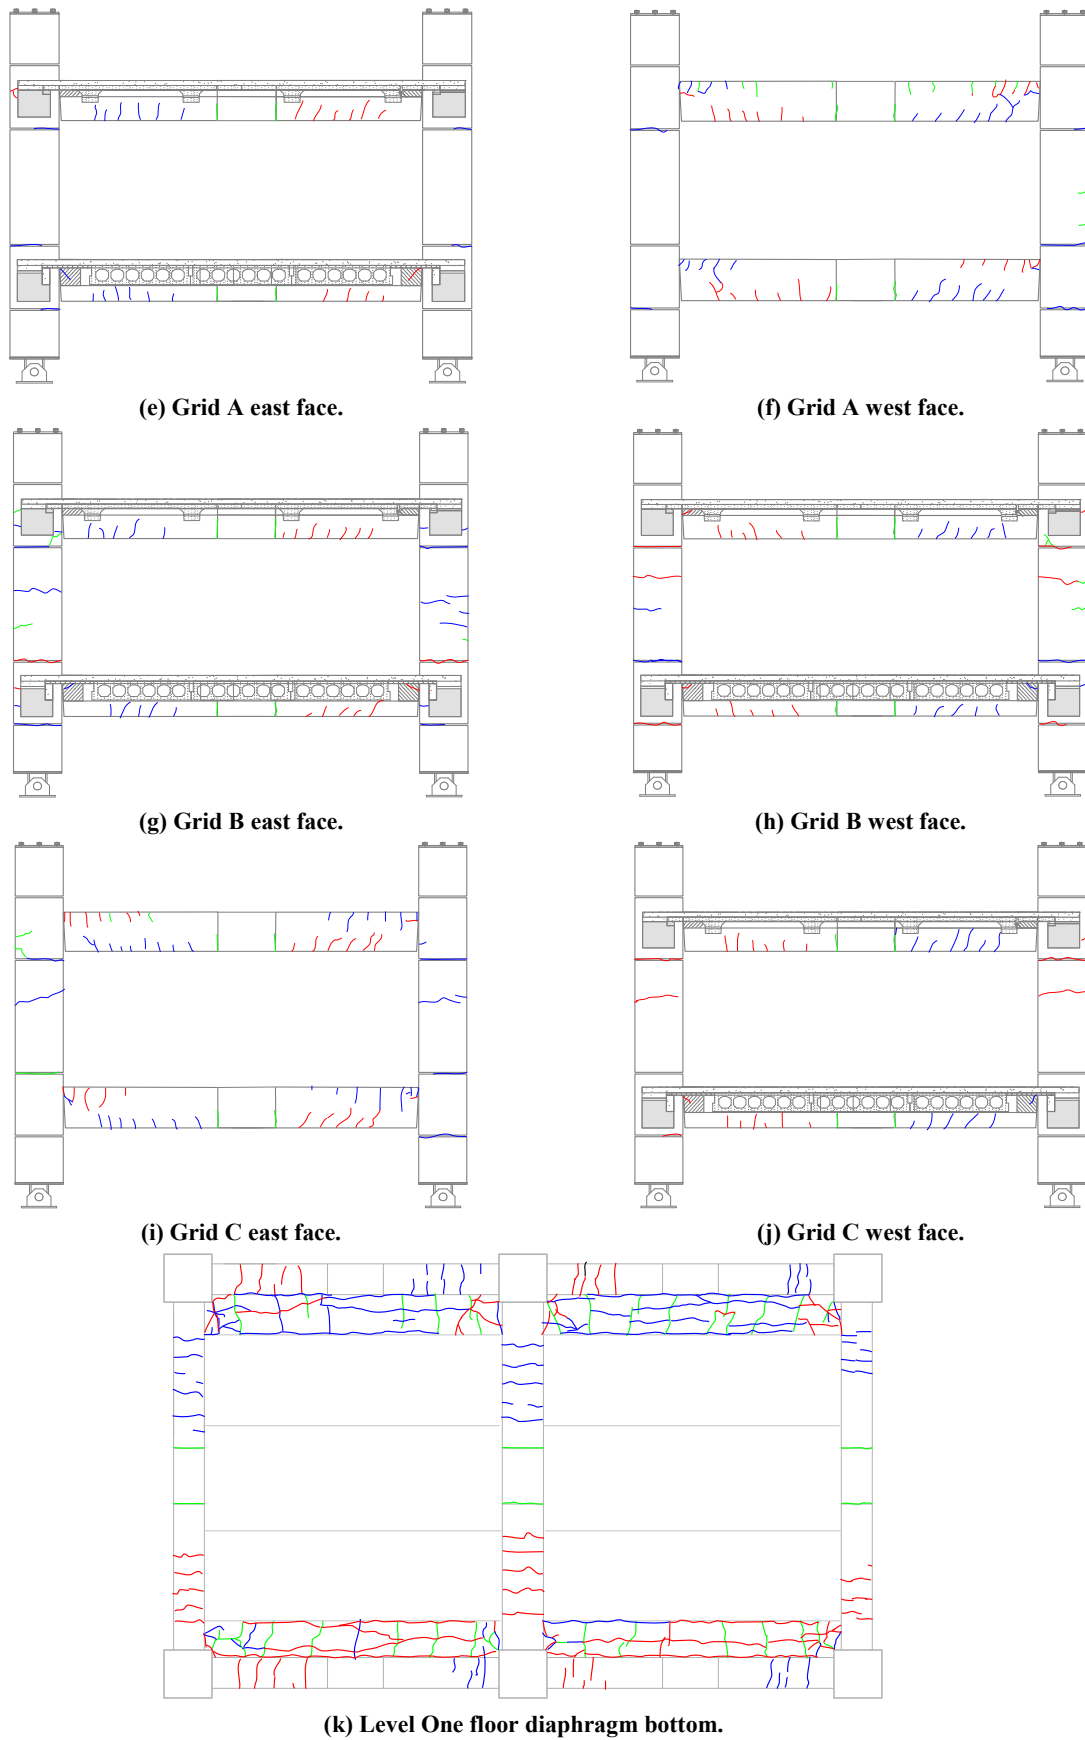 (e) Grid A east face.
(f) Grid A west face.
(g) Grid B east face.
(h) Grid B west face.
(i) Grid C east face.
(j) Grid C west face.
(k) Level One floor diaphragm bottom.